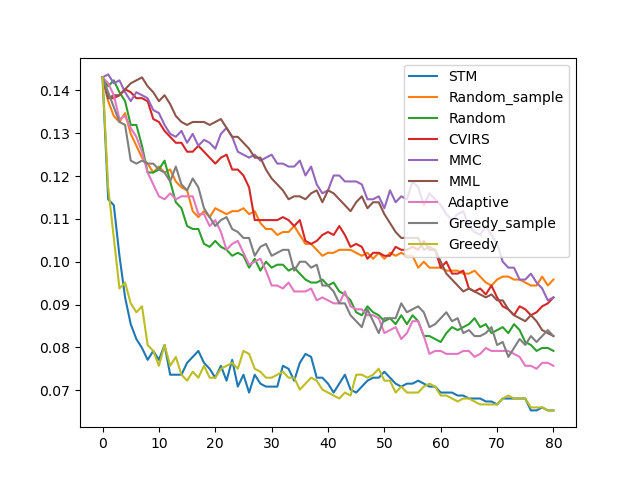 0.14
0.13
0.12
0.11
0.10
0.09
0.08
0.07
0 10 20 30 40 50 60 70 80
STM
Random_sample
Random
CVIRS
MMC
MML
Adaptive
Greedy_sample
Greedy